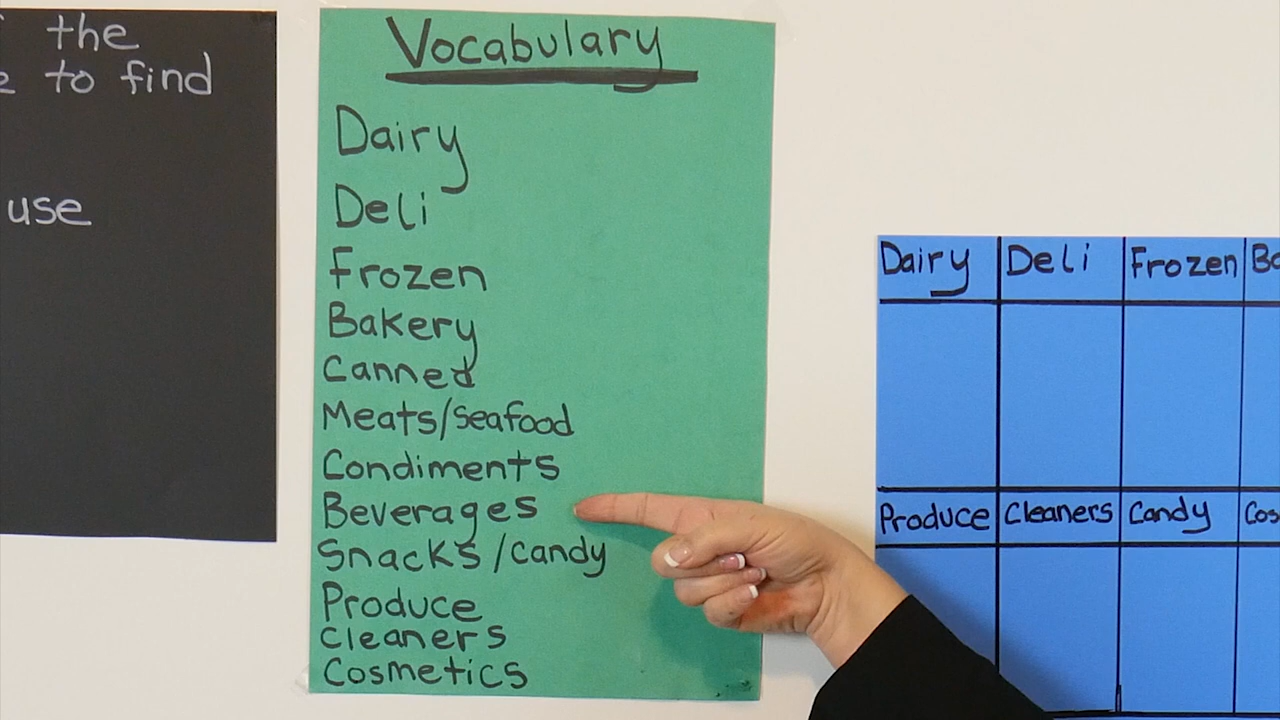 the
to find
use
Vocabulary
Dairy
Deli
Frozen
Bakery
Canned
Meats/Seafood
Condiments
Beverages
Snacks/Candy
Produce
Cleaners
Cosmetics
Dairy Deli Frozen
Produce Cleaners Candy